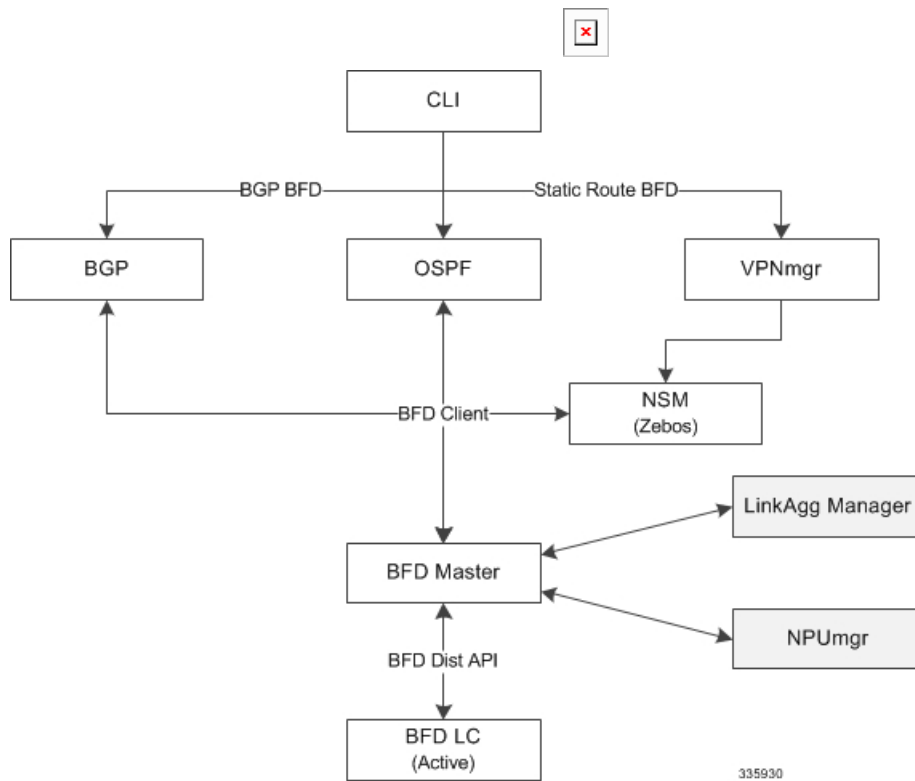 CLI
BGP BFD
Static Route BFD
BGP
OSPF
VPNmgr
NSM
(Zebos)
BFD Client
LinkAgg Manager
BFD Master
NPUmgr
BFD Dist API
BFD LC
(Active)
335930